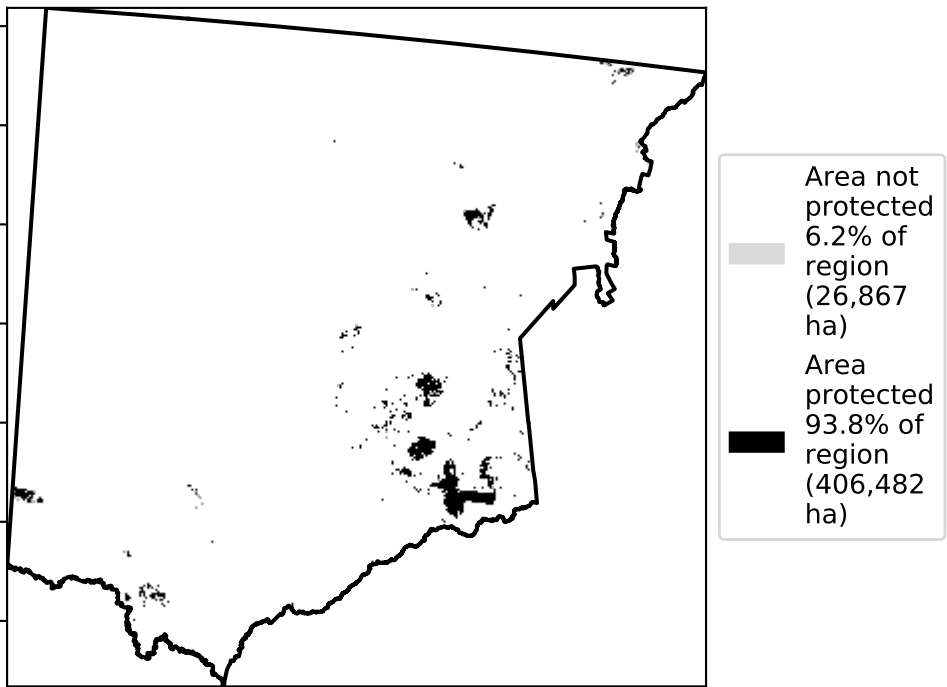 Area not
protected
6.2% of
region
(26,867
ha)
Area
protected
93.8% of
region
(406,482
ha)